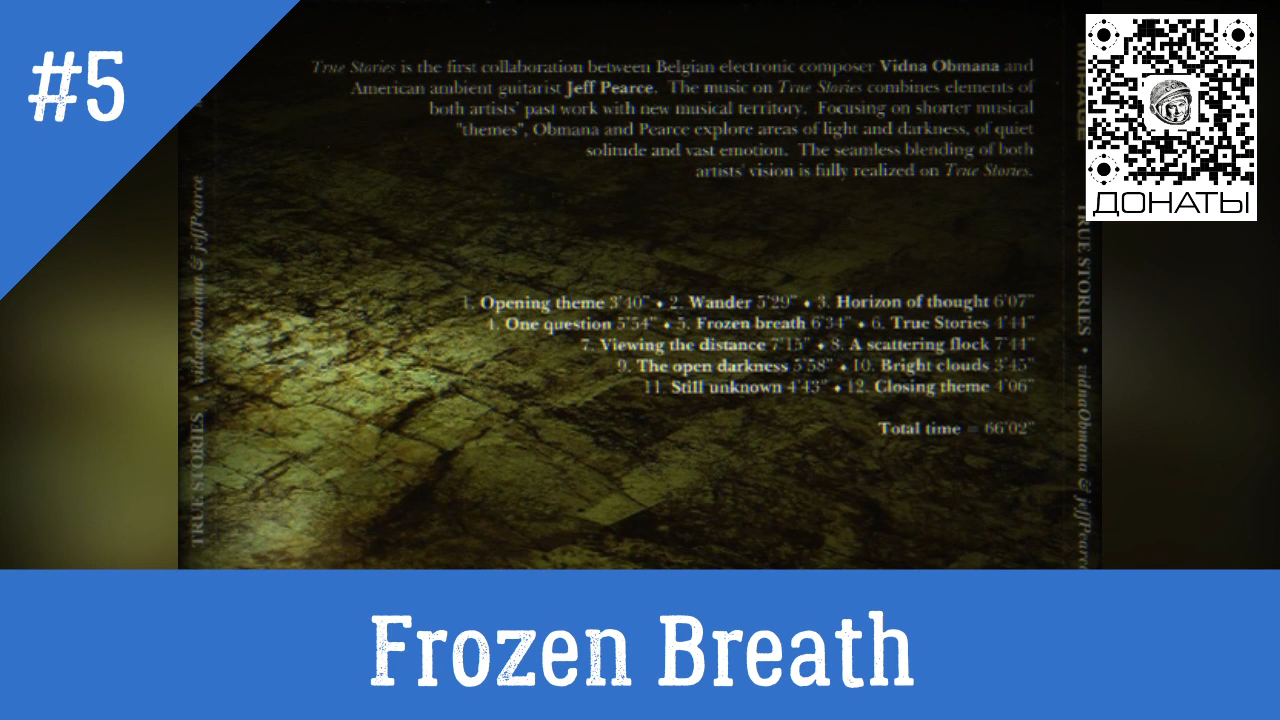 #5
True Stories is the first collaboration between Belgian electronic composer Vidna Obmana and
American ambient guitarist Jeff Pearce. The music on True Stories combines elements of
both artists' past work with new musical territory. Focusing on shorter musical
"themes", Obmana and Pearce explore areas of light and darkness, of quiet
solitude and vast emotion. The seamless blending of both
artists' vision is fully realized on True Stories.
1. Opening theme 3'40" ♦ 2. Wander 5'29" ♦ 3. Horizon of thought 6'07"
4. One question 5'54" ♦ 5. Frozen breath 6'34" ♦ 6. True Stories 4'44"
7. Viewing the distance 7'15" ♦ 8. A scattering flock 7'44"
9. The open darkness 5'58" ♦ 10. Bright clouds 3'45"
11. Still unknown 4'43" ♦ 12. Closing theme 4'06"
Total time = 66'02"
TRUE STORIES • vidnaObmana & jeffPearce
MIRAGE
TRUE STORIES • vidnaObmana & jeffPearce
ДОНАТЫ
Frozen Breath